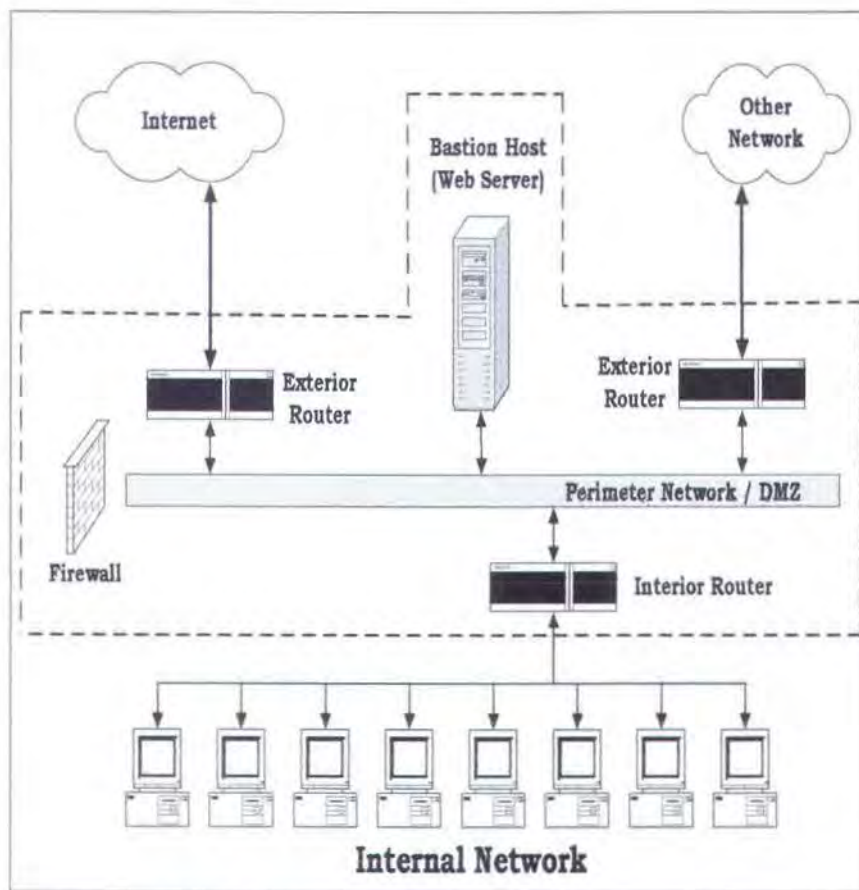 Internet
Other
Network
Bastion Host
(Web Server)
Exterior
Router
Exterior
Router
Perimeter Network / DMZ
Firewall
Interior Router
Internal Network